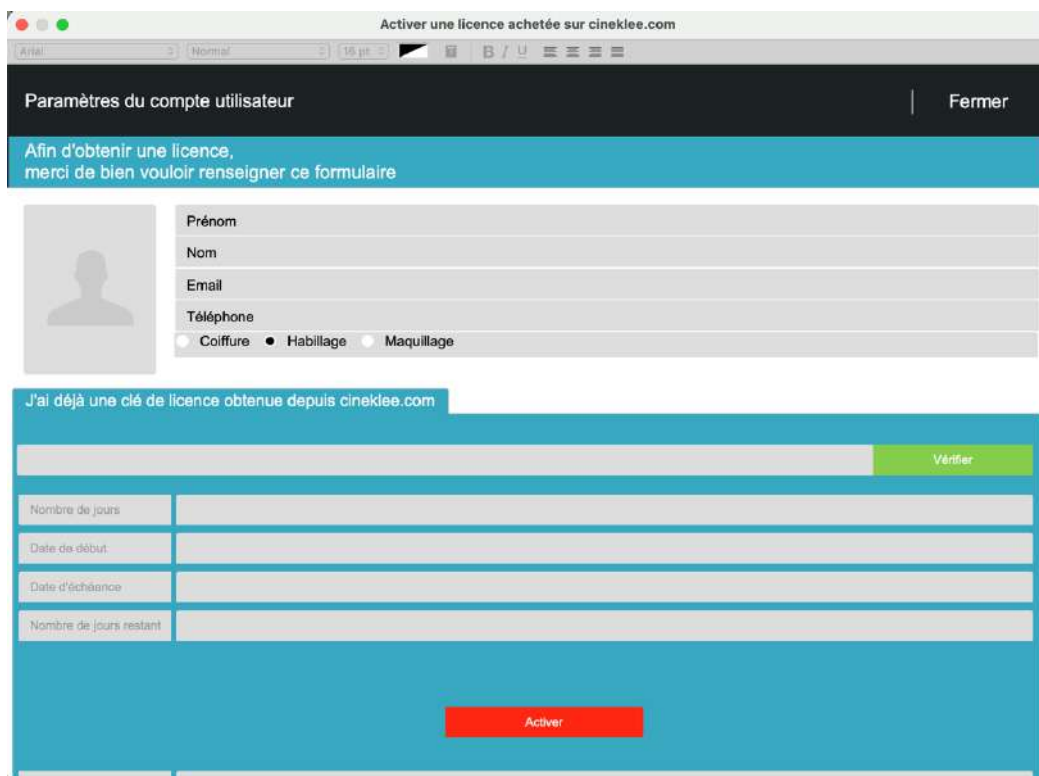 Activer une licence achetée sur cineklee.com
Arial Normal 16 pt B I U
Paramètres du compte utilisateur Fermer
Afin d'obtenir une licence,
merci de bien vouloir renseigner ce formulaire
Prénom
Nom
Email
Téléphone
Coiffure Habillage Maquillage
J'ai déjà une clé de licence obtenue depuis cineklee.com
Vérifier
Nombre de jours
Date de début
Date d'échéance
Nombre de jours restant
Activer